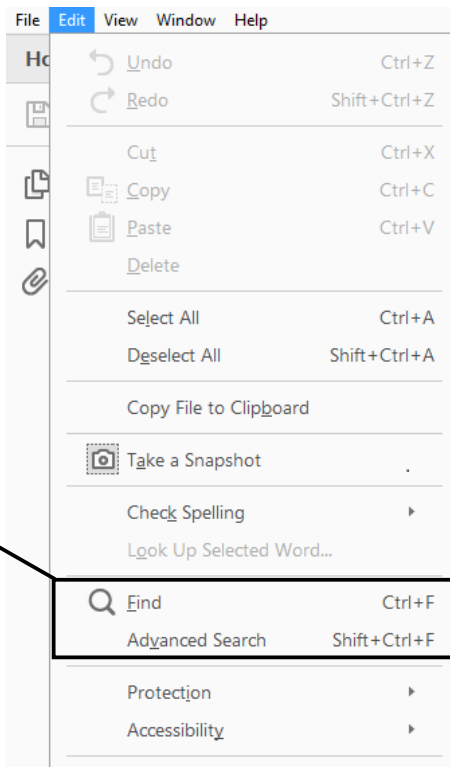 File Edit View Window Help
Ho
Undo Ctrl+Z
Redo Shift+Ctrl+Z
Cut Ctrl+X
Copy Ctrl+C
Paste Ctrl+V
Delete
Select All Ctrl+A
Deselect All Shift+Ctrl+A
Copy File to Clipboard
Take a Snapshot
Check Spelling
Look Up Selected Word...
Find Ctrl+F
Advanced Search Shift+Ctrl+F
Protection
Accessibility